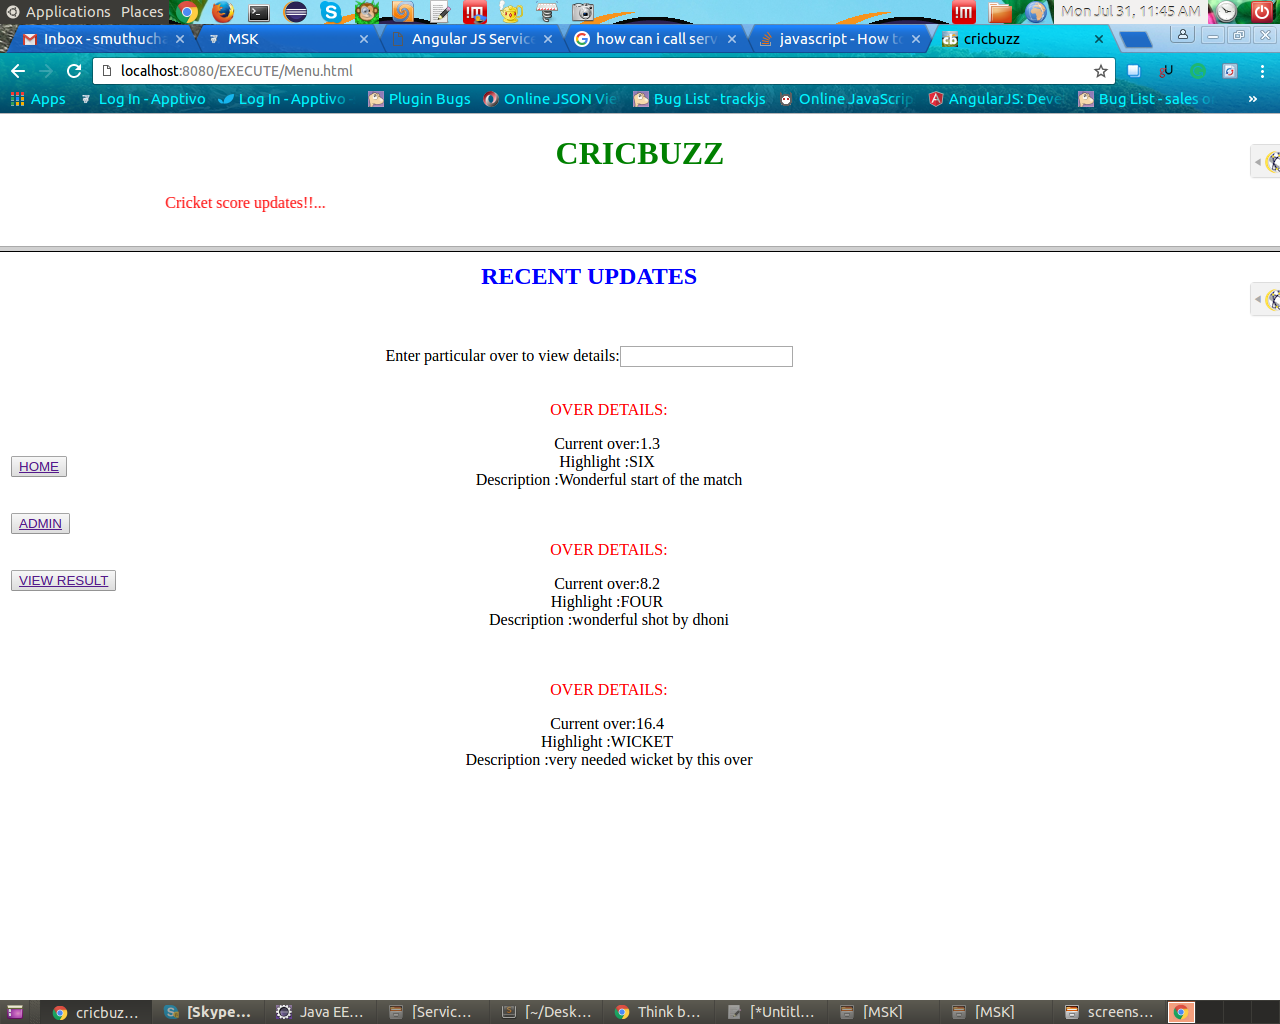 Applications Places Mon Jul 31, 11:45 AM
Inbox - smuthucha MSK Angular JS Service how can i call serv javascript - How to cricbuzz
localhost:8080/EXECUTE/Menu.html
Apps Log In - Apptivo Log In - Apptivo - Plugin Bugs Online JSON Vie Bug List - trackjs Online JavaScrip AngularJS: Deve Bug List - sales or »
CRICBUZZ
Cricket score updates!!...
RECENT UPDATES
Enter particular over to view details:
OVER DETAILS:
Current over:1.3
Highlight :SIX
Description :Wonderful start of the match
HOME
ADMIN
VIEW RESULT
OVER DETAILS:
Current over:8.2
Highlight :FOUR
Description :wonderful shot by dhoni
OVER DETAILS:
Current over:16.4
Highlight :WICKET
Description :very needed wicket by this over
cricbuz... [Skype... Java EE... [Servic... [~/Desk... Think b... [*Untitl... [MSK] [MSK] screens...